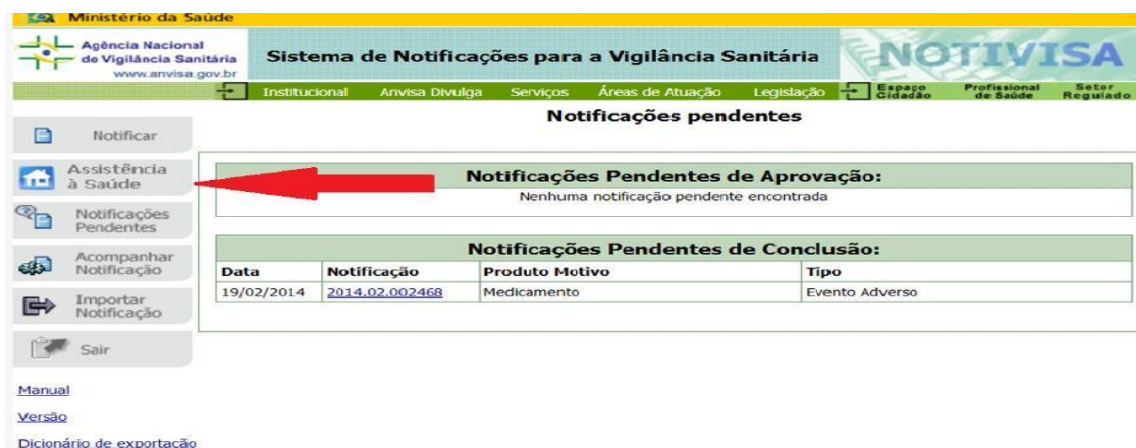 Ministério da Saúde
Agência Nacional
de Vigilância Sanitária
www.anvisa.gov.br
Sistema de Notificações para a Vigilância Sanitária
NOTIVISA
Institucional Anvisa Divulga Serviços Áreas de Atuação Legislação Espaço Cidadão Profissional de Saúde Setor Regulado
Notificações pendentes
Notificar
Assistência
à Saúde
Notificações
Pendentes
Acompanhar
Notificação
Importar
Notificação
Sair
Manual
Versão
Dicionário de exportação
Notificações Pendentes de Aprovação:
Nenhuma notificação pendente encontrada
Notificações Pendentes de Conclusão:
Data Notificação Produto Motivo Tipo
19/02/2014 2014.02.002468 Medicamento Evento Adverso